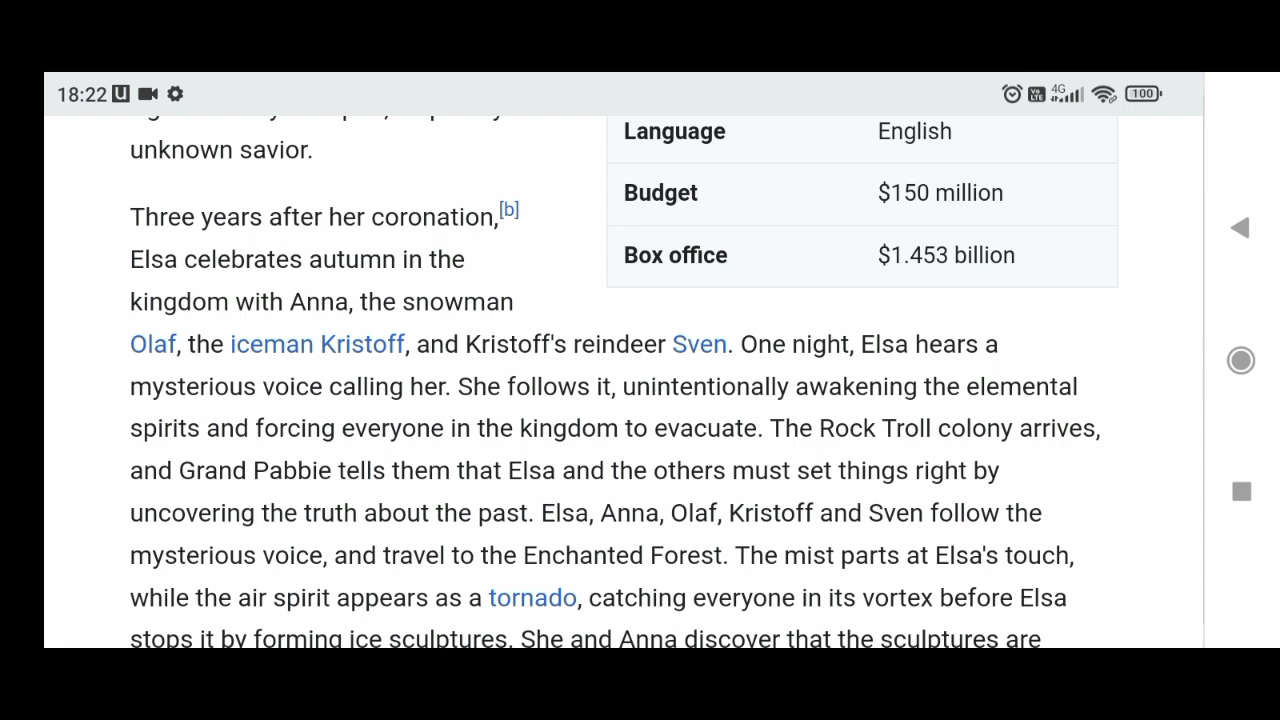 18:22 U 4G 100
unknown savior.
Language English
Budget $150 million
Box office $1.453 billion
Three years after her coronation,[b]
Elsa celebrates autumn in the
kingdom with Anna, the snowman
Olaf, the iceman Kristoff, and Kristoff's reindeer Sven. One night, Elsa hears a
mysterious voice calling her. She follows it, unintentionally awakening the elemental
spirits and forcing everyone in the kingdom to evacuate. The Rock Troll colony arrives,
and Grand Pabbie tells them that Elsa and the others must set things right by
uncovering the truth about the past. Elsa, Anna, Olaf, Kristoff and Sven follow the
mysterious voice, and travel to the Enchanted Forest. The mist parts at Elsa's touch,
while the air spirit appears as a tornado, catching everyone in its vortex before Elsa
stops it by forming ice sculptures. She and Anna discover that the sculptures are